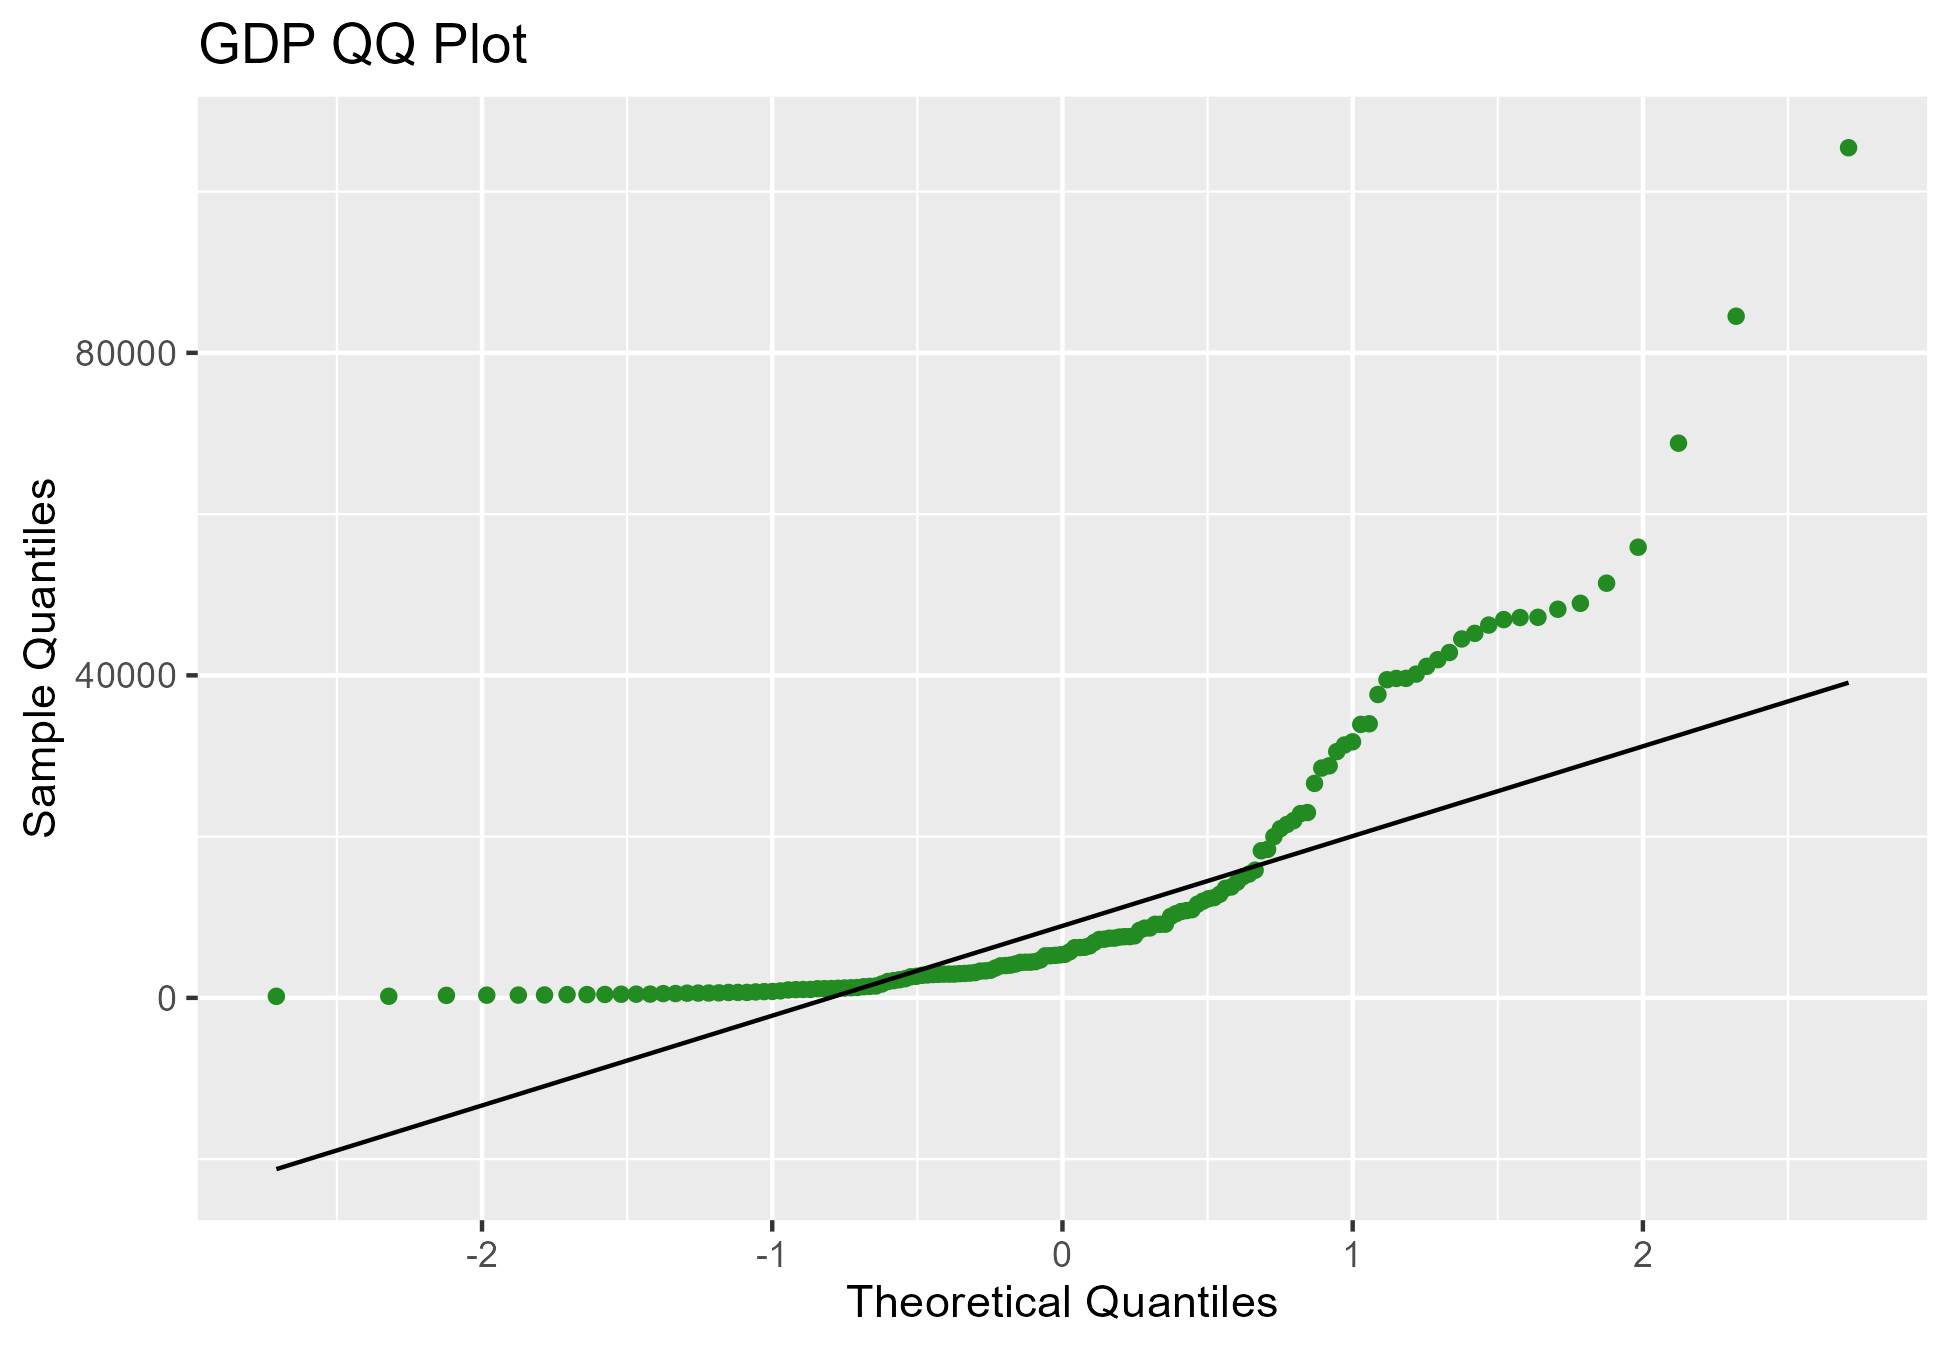 GDP QQ Plot
Sample Quantiles
80000
40000
0
-2
-1
0
1
2
Theoretical Quantiles